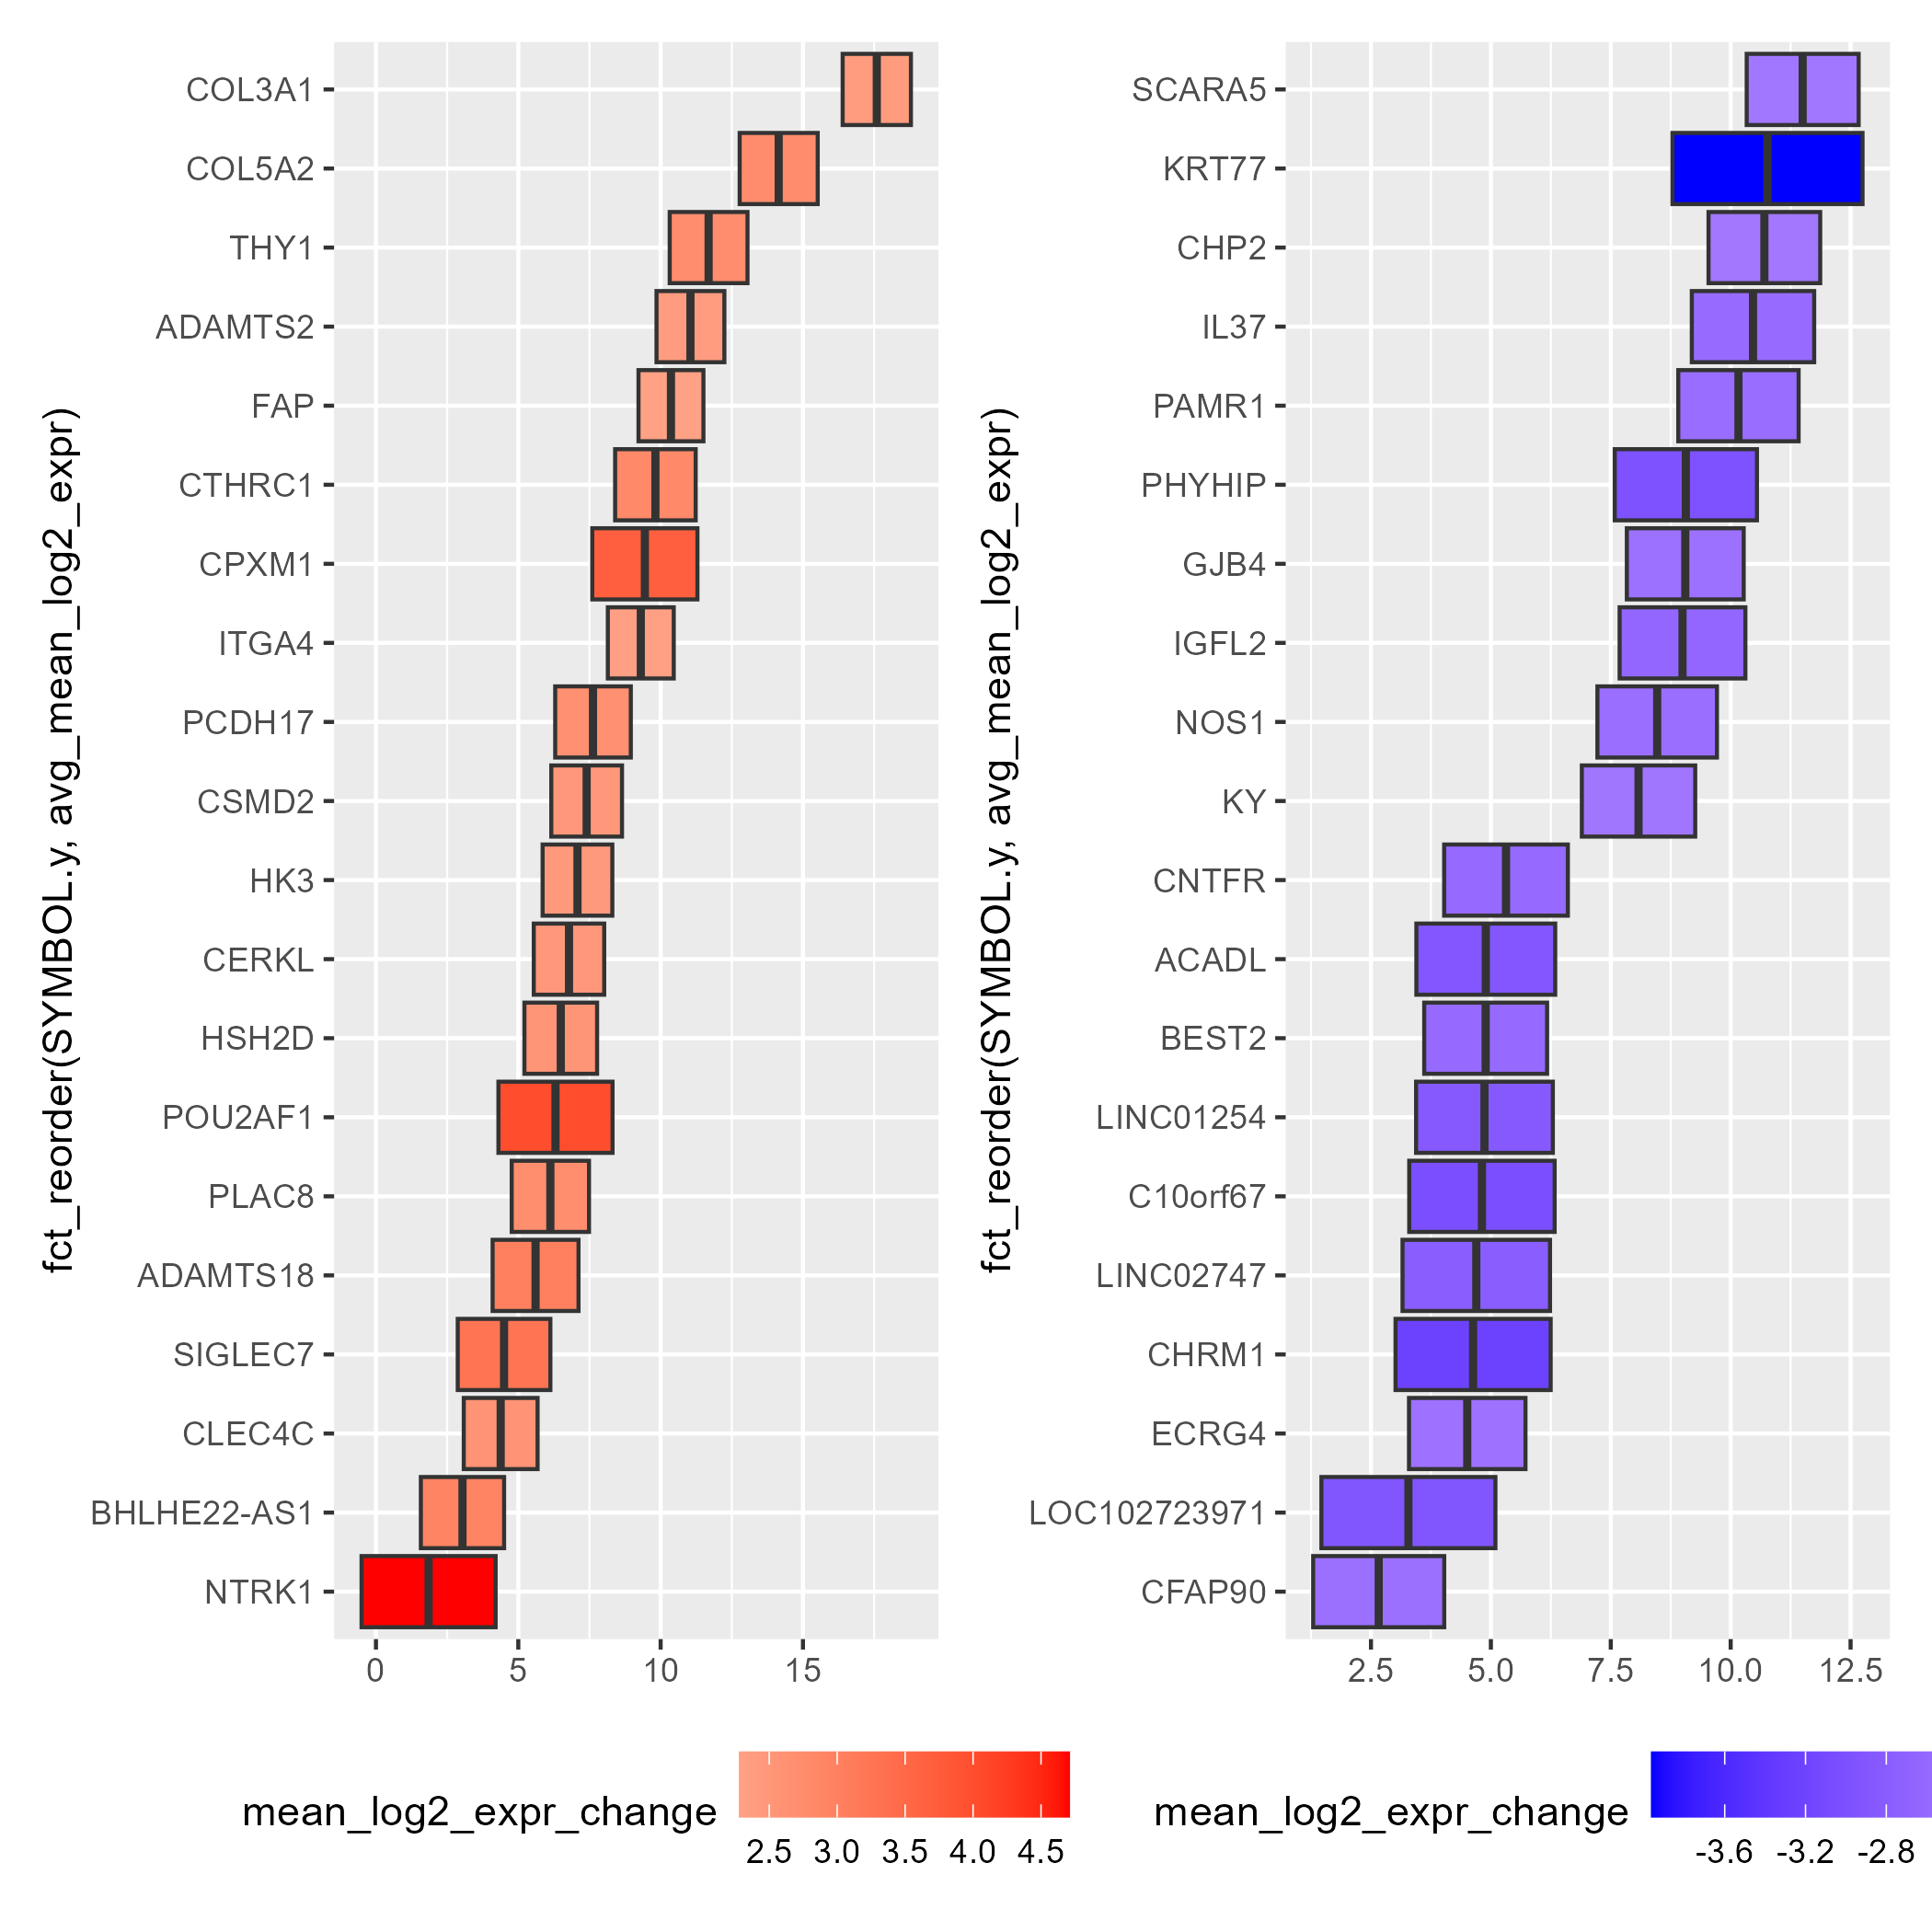 fct_reorder(SYMBOL.y, avg_mean_log2_expr)
COL3A1
COL5A2
THY1
ADAMTS2
FAP
CTHRC1
CPXM1
ITGA4
PCDH17
CSMD2
HK3
CERKL
HSH2D
POU2AF1
PLAC8
ADAMTS18
SIGLEC7
CLEC4C
BHLHE22-AS1
NTRK1
0 5 10 15
mean_log2_expr_change
2.5 3.0 3.5 4.0 4.5
fct_reorder(SYMBOL.y, avg_mean_log2_expr)
SCARA5
KRT77
CHP2
IL37
PAMR1
PHYHIP
GJB4
IGFL2
NOS1
KY
CNTFR
ACADL
BEST2
LINC01254
C10orf67
LINC02747
CHRM1
ECRG4
LOC102723971
CFAP90
2.5 5.0 7.5 10.0 12.5
mean_log2_expr_change
-3.6 -3.2 -2.8